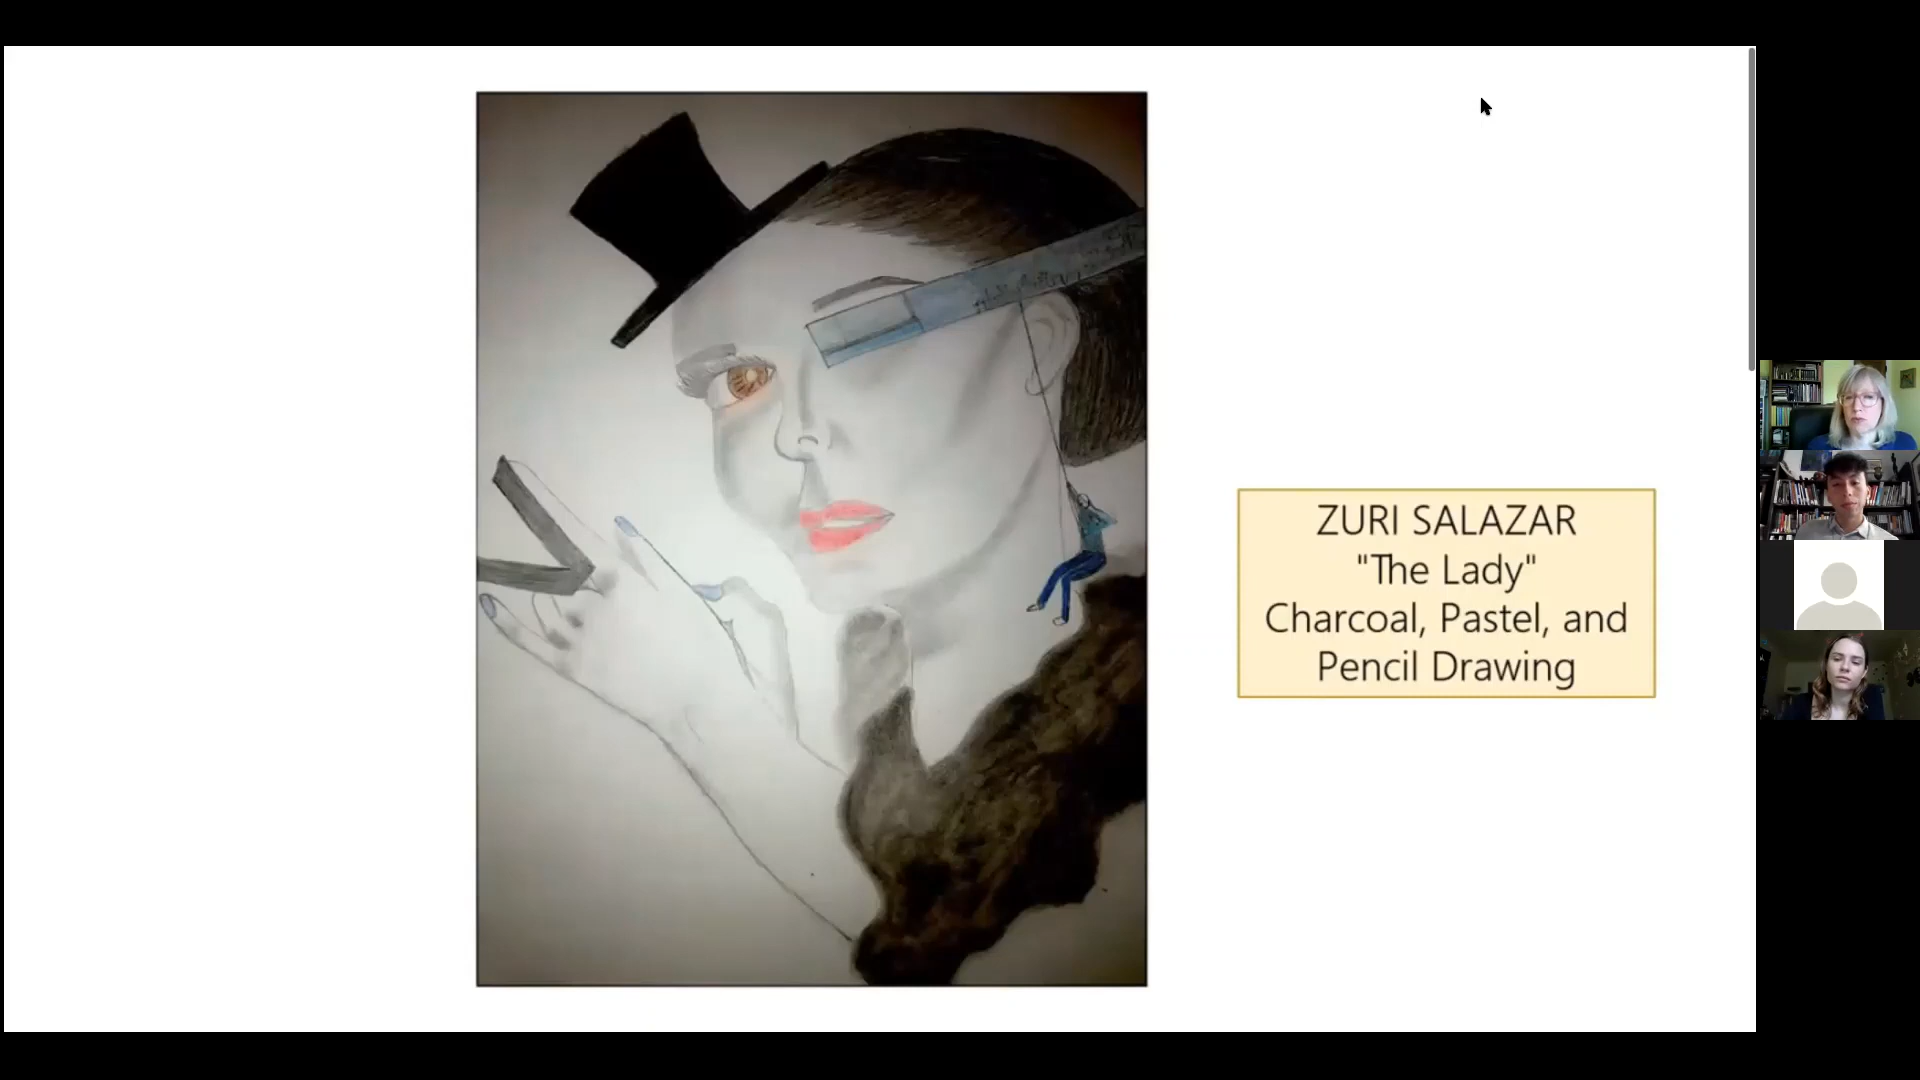 ZURI SALAZAR
"The Lady"
Charcoal, Pastel, and
Pencil Drawing